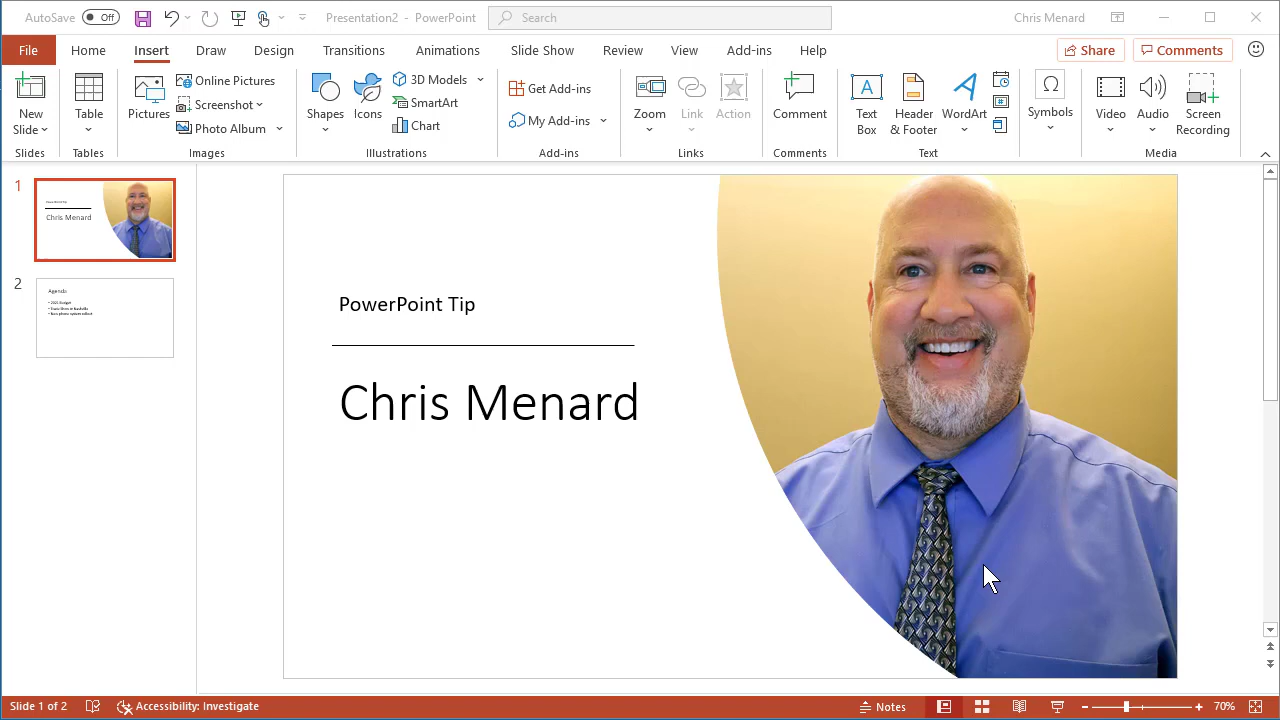 AutoSave Off Presentation2 - PowerPoint Search Chris Menard
File Home Insert Draw Design Transitions Animations Slide Show Review View Add-ins Help Share Comments
New Slide
Slides
Table
Tables
Pictures
Online Pictures
Screenshot
Photo Album
Images
Shapes
Icons
3D Models
SmartArt
Chart
Illustrations
Get Add-ins
My Add-ins
Add-ins
Zoom
Link
Action
Links
Comment
Comments
Text Box
A
Header & Footer
WordArt
Text
Ω
Symbols
Video
Audio
Screen Recording
Media
1
PowerPoint Tip
Chris Menard
2
Agenda
PowerPoint Tip
Chris Menard
Slide 1 of 2 Accessibility: Investigate Notes 70%